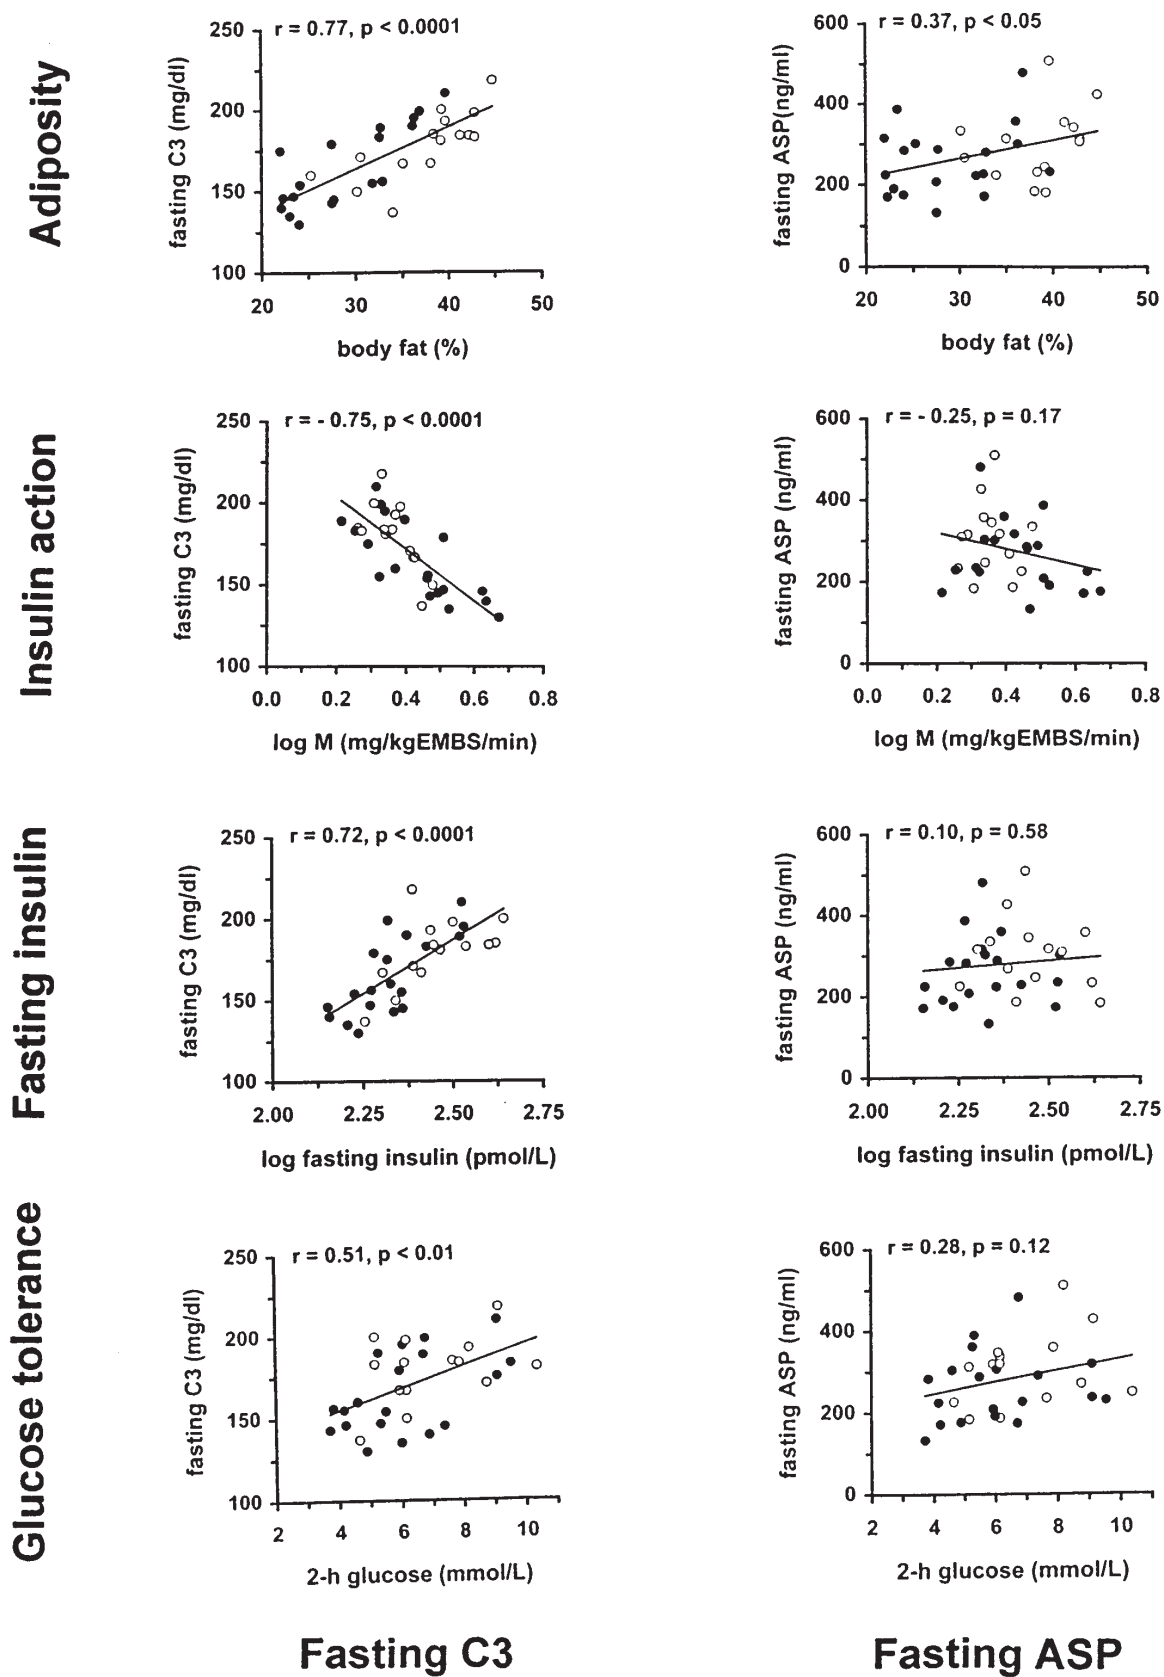 Adiposity
r = 0.77, p < 0.0001
fasting C3 (mg/dl)
250
200
150
100
20 30 40 50
body fat (%)
r = 0.37, p < 0.05
fasting ASP(ng/ml)
600
400
200
0
20 30 40 50
body fat (%)
Insulin action
r = - 0.75, p < 0.0001
fasting C3 (mg/dl)
250
200
150
100
0.0 0.2 0.4 0.6 0.8
log M (mg/kgEMBS/min)
r = - 0.25, p = 0.17
fasting ASP (ng/ml)
600
400
200
0
0.0 0.2 0.4 0.6 0.8
log M (mg/kgEMBS/min)
Fasting insulin
r = 0.72, p < 0.0001
fasting C3 (mg/dl)
250
200
150
100
2.00 2.25 2.50 2.75
log fasting insulin (pmol/L)
r = 0.10, p = 0.58
fasting ASP (ng/ml)
600
400
200
0
2.00 2.25 2.50 2.75
log fasting insulin (pmol/L)
Glucose tolerance
r = 0.51, p < 0.01
fasting C3 (mg/dl)
250
200
150
100
2 4 6 8 10
2-h glucose (mmol/L)
r = 0.28, p = 0.12
fasting ASP (ng/ml)
600
400
200
0
2 4 6 8 10
2-h glucose (mmol/L)
Fasting C3
Fasting ASP